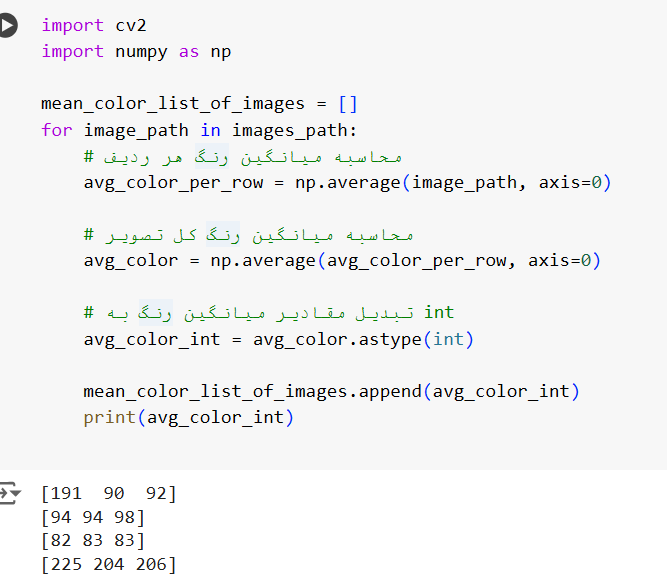 import cv2
import numpy as np
mean_color_list_of_images = []
for image_path in images_path:
# محاسبه میانگین رنگ هر ردیف
avg_color_per_row = np.average(image_path, axis=0)
# محاسبه میانگین رنگ کل تصویر
avg_color = np.average(avg_color_per_row, axis=0)
# تبدیل مقادیر میانگین رنگ به int
avg_color_int = avg_color.astype(int)
mean_color_list_of_images.append(avg_color_int)
print(avg_color_int)
[191  90  92]
[94 94 98]
[82 83 83]
[225 204 206]